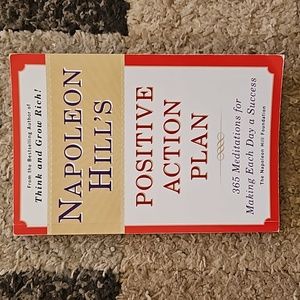 From the Bestselling Author of
Think and Grow Rich!
NAPOLEON
HILL'S
POSITIVE
ACTION
PLAN
365 Meditations for
Making Each Day a Success
The Napoleon Hill Foundation